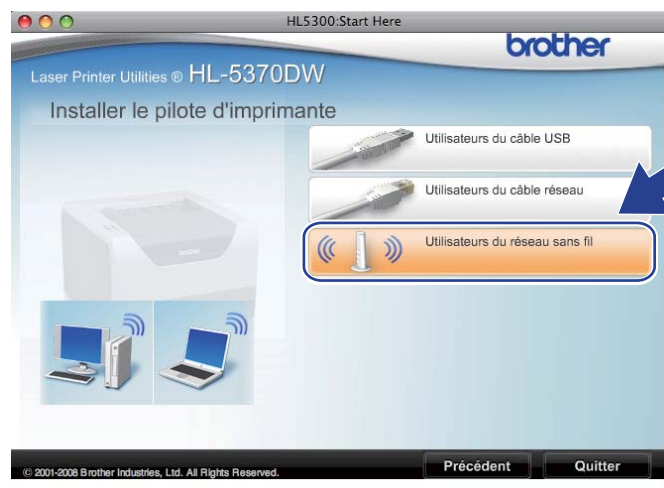 HL5300:Start Here
brother
Laser Printer Utilities ® HL-5370DW
Installer le pilote d'imprimante
Utilisateurs du câble USB
Utilisateurs du câble réseau
Utilisateurs du réseau sans fil
© 2001-2008 Brother Industries, Ltd. All Rights Reserved.
Précédent
Quitter